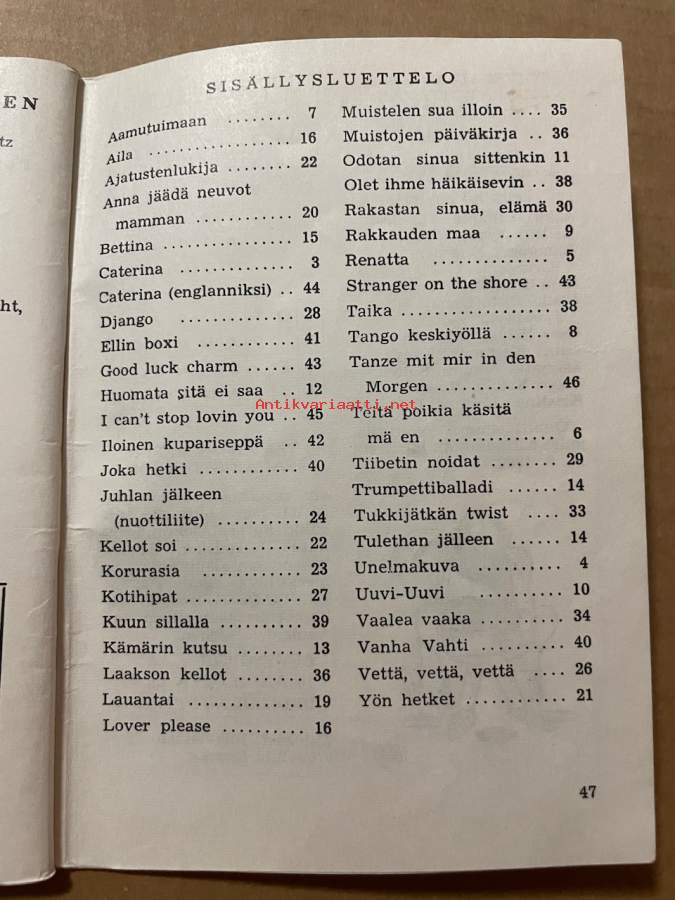 EN
tz
ht,
SISÄLLYSLUETTELO
Aamutuimaan ........ 7
Aila ................. 16
Ajatustenlukija ........ 22
Anna jäädä neuvot
mamman ............ 20
Bettina ................ 15
Caterina .............. 3
Caterina (englanniksi) .. 44
Django .............. 28
Ellin boxi ............ 41
Good luck charm ...... 43
Huomata sitä ei saa .. 12
I can't stop lovin you .. 45
Iloinen kupariseppä .. 42
Joka hetki ............ 40
Juhlan jälkeen
(nuottiliite) .......... 24
Kellot soi .............. 22
Korurasia ............ 23
Kotihipat .............. 27
Kuun sillalla .......... 39
Kämärin kutsu ........ 13
Laakson kellot ........ 36
Lauantai .............. 19
Lover please .......... 16
Muistelen sua illoin .... 35
Muistojen päiväkirja .. 36
Odotan sinua sittenkin 11
Olet ihme häikäisevin .. 38
Rakastan sinua, elämä 30
Rakkauden maa ...... 9
Renatta .............. 5
Stranger on the shore .. 43
Taika .................. 38
Tango keskiyöllä ...... 8
Tanze mit mir in den
Morgen .............. 46
Teitä poikia käsitä
mä en .............. 6
Tiibetin noidat ........ 29
Trumpettiballadi ...... 14
Tukkijätkän twist .... 33
Tulethan jälleen ...... 14
Unelmakuva .......... 4
Uuvi-Uuvi .......... 10
Vaalea vaaka .......... 34
Vanha Vahti .......... 40
Vettä, vettä, vettä .... 26
Yön hetket ............ 21
47
Antikvariaatti.net